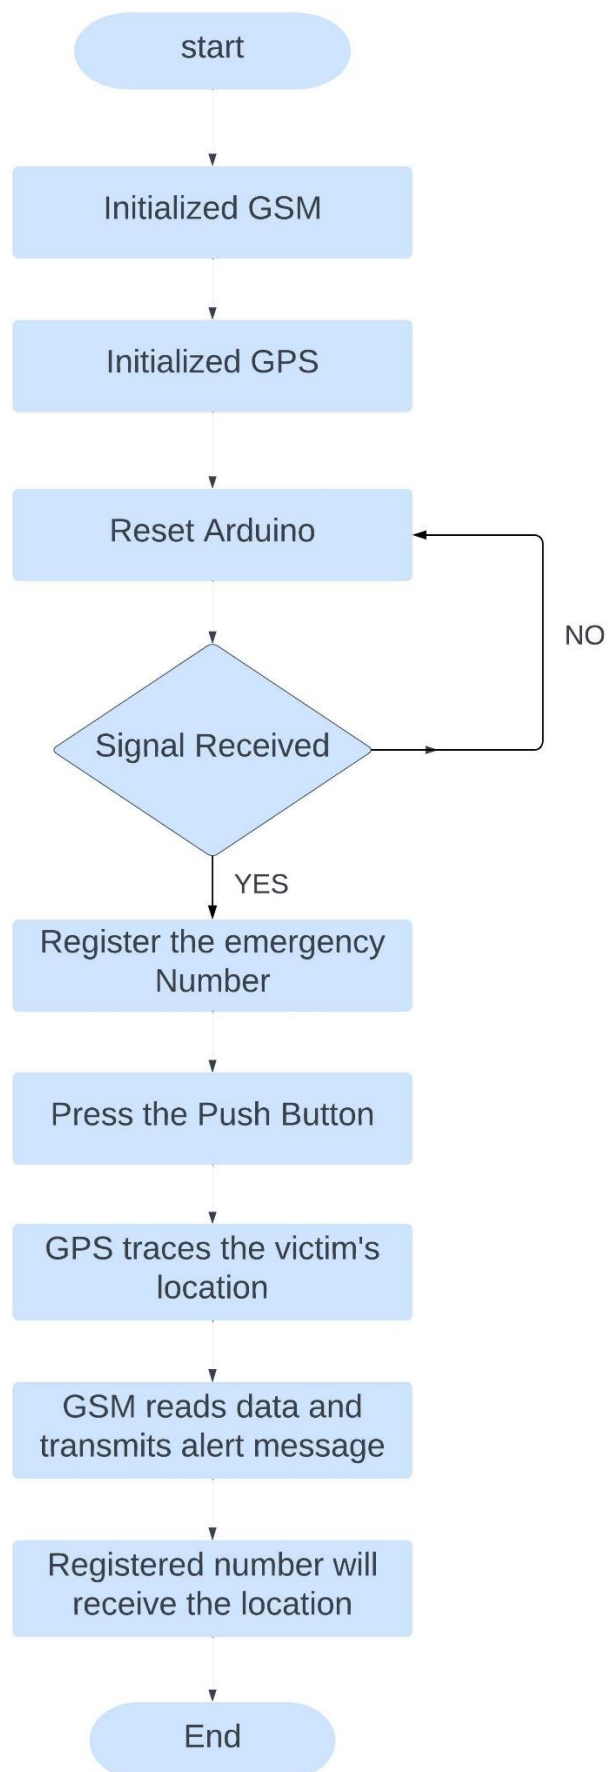 start
Initialized GSM
Initialized GPS
Reset Arduino
NO
Signal Received
YES
Register the emergency
Number
Press the Push Button
GPS traces the victim's
location
GSM reads data and
transmits alert message
Registered number will
receive the location
End